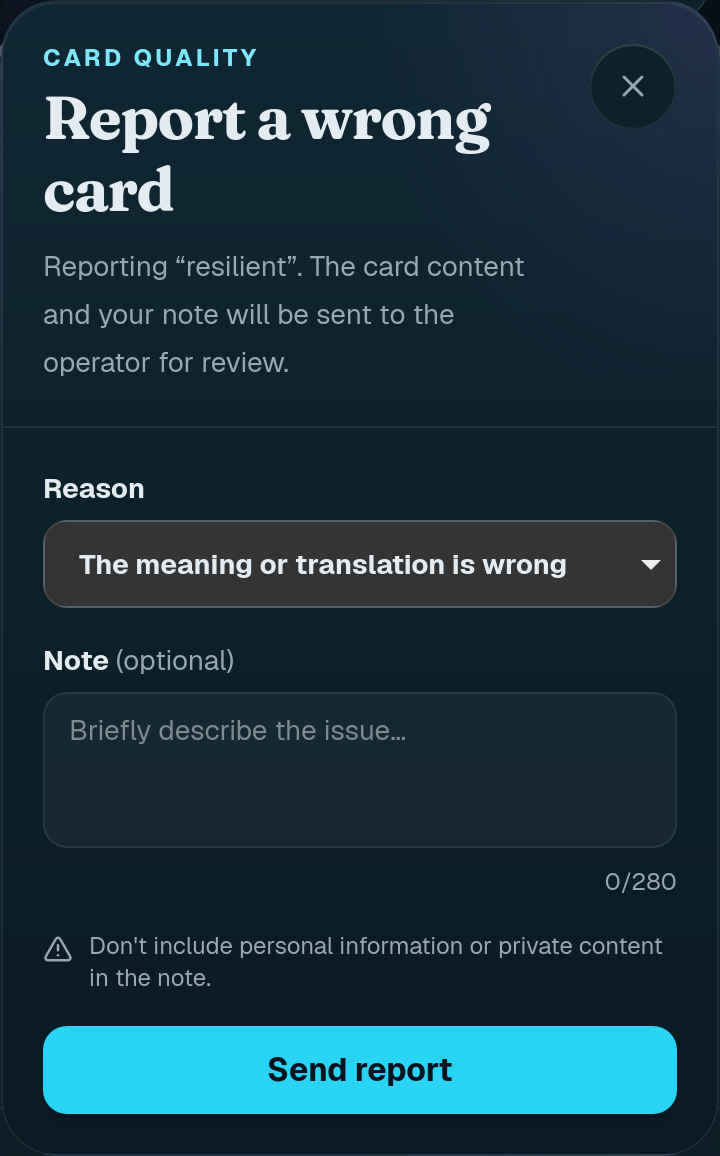 CARD QUALITY
Report a wrong
card
Reporting “resilient”. The card content
and your note will be sent to the
operator for review.
Reason
The meaning or translation is wrong
Note (optional)
Briefly describe the issue…
0/280
Don't include personal information or private content
in the note.
Send report